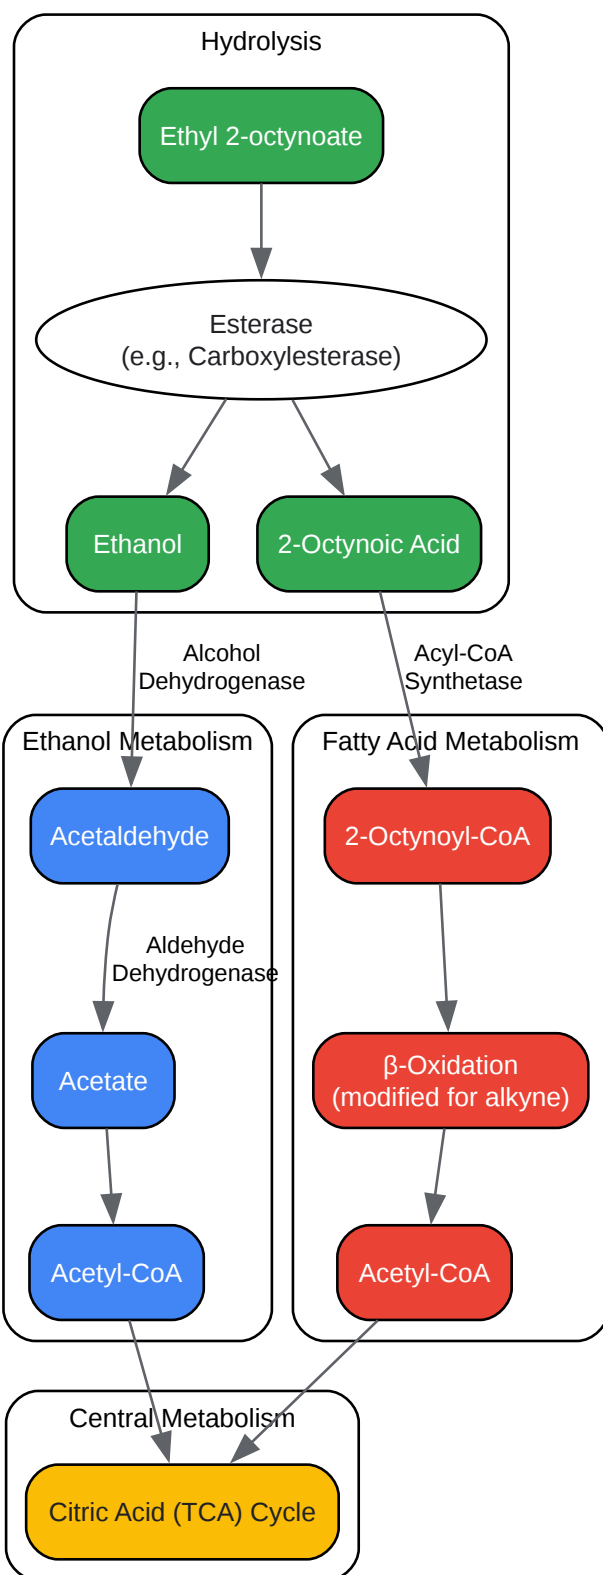 Hydrolysis
Ethyl 2-octynoate
Esterase
(e.g., Carboxylesterase)
Ethanol
2-Octynoic Acid
Alcohol
Dehydrogenase
Acyl-CoA
Synthetase
Ethanol Metabolism
Fatty Acid Metabolism
Acetaldehyde
2-Octynoyl-CoA
Aldehyde
Dehydrogenase
Acetate
β-Oxidation
(modified for alkyne)
Acetyl-CoA
Acetyl-CoA
Central Metabolism
Citric Acid (TCA) Cycle